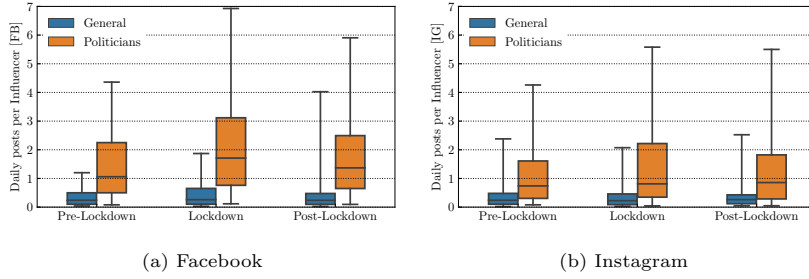 General
Politicians
Daily posts per Influencer [FB]
7
6
5
4
3
2
1
0
Pre-Lockdown Lockdown Post-Lockdown
(a) Facebook
General
Politicians
Daily posts per Influencer [IG]
7
6
5
4
3
2
1
0
Pre-Lockdown Lockdown Post-Lockdown
(b) Instagram